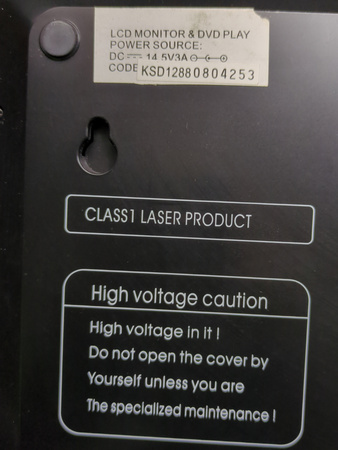 LCD MONITOR & DVD PLAY
POWER SOURCE:
DC 14.5V3A
CODE KSD12880804253
CLASS1 LASER PRODUCT
High voltage caution
High voltage in it !
Do not open the cover by
Yourself unless you are
The specialized maintenance !